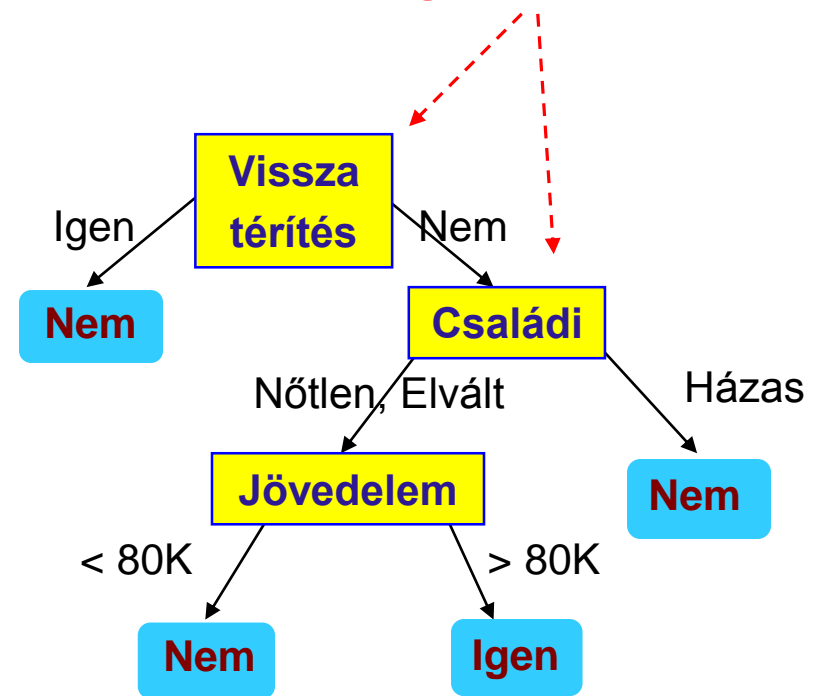 Vissza
térítés
Igen
Nem
Nem
Családi
Nőtlen, Elvált
Házas
Jövedelem
Nem
< 80K
> 80K
Nem
Igen